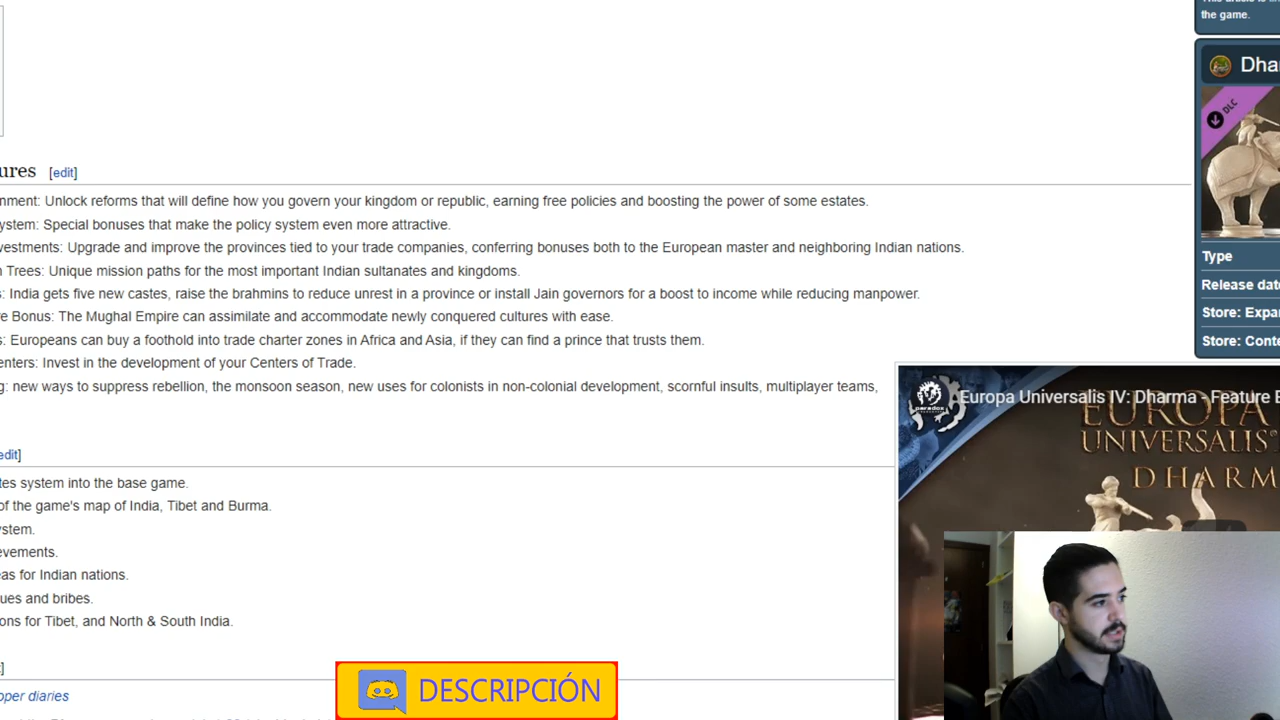 the game.
Dha
DLC
ures [edit]
nment: Unlock reforms that will define how you govern your kingdom or republic, earning free policies and boosting the power of some estates.
ystem: Special bonuses that make the policy system even more attractive.
vestments: Upgrade and improve the provinces tied to your trade companies, conferring bonuses both to the European master and neighboring Indian nations.
n Trees: Unique mission paths for the most important Indian sultanates and kingdoms.
s: India gets five new castes, raise the brahmins to reduce unrest in a province or install Jain governors for a boost to income while reducing manpower.
re Bonus: The Mughal Empire can assimilate and accommodate newly conquered cultures with ease.
s: Europeans can buy a foothold into trade charter zones in Africa and Asia, if they can find a prince that trusts them.
enters: Invest in the development of your Centers of Trade.
g: new ways to suppress rebellion, the monsoon season, new uses for colonists in non-colonial development, scornful insults, multiplayer teams,
Type
Release date
Store: Expa
Store: Conte
paradox
Europa Universalis IV: Dharma - Feature
EUROPA
UNIVERSALIS
DHARM
edit]
tes system into the base game.
of the game's map of India, Tibet and Burma.
ystem.
evements.
eas for Indian nations.
ues and bribes.
ons for Tibet, and North & South India.
t]
oper diaries
DESCRIPCIÓN